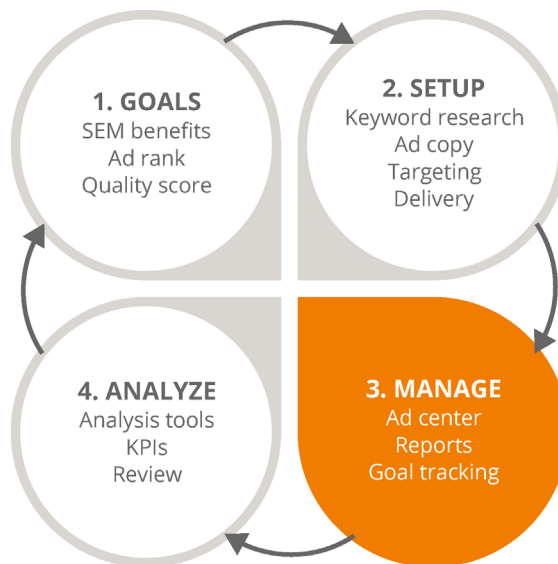 1. GOALS
SEM benefits
Ad rank
Quality score
2. SETUP
Keyword research
Ad copy
Targeting
Delivery
3. MANAGE
Ad center
Reports
Goal tracking
4. ANALYZE
Analysis tools
KPIs
Review